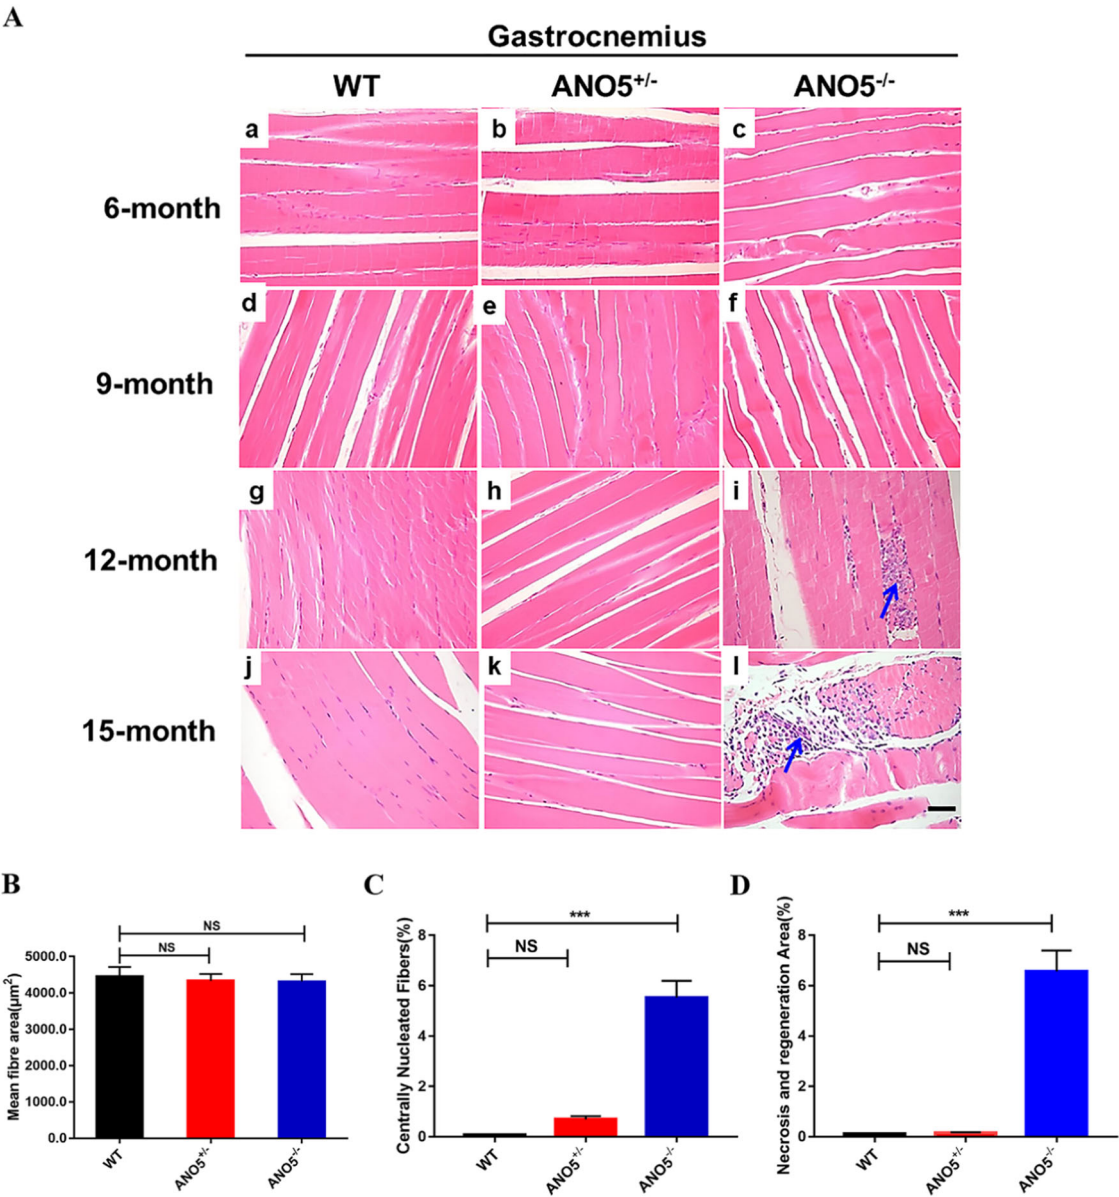 A
Gastrocnemius
WT ANO5+/- ANO5-/-
a b c
6-month
d e f
9-month
g h i
12-month
j k l
15-month
B C D
Mean fibre area(μm2)
5000.0
4000.0
3000.0
2000.0
1000.0
0.0
NS
NS
WT ANO5+/- ANO5-/-
Centrally Nucleated Fibers(%)
8
6
4
2
0
***
NS
WT ANO5+/- ANO5-/-
Necrosis and regeneration Area(%)
8
6
4
2
0
***
NS
WT ANO5+/- ANO5-/-